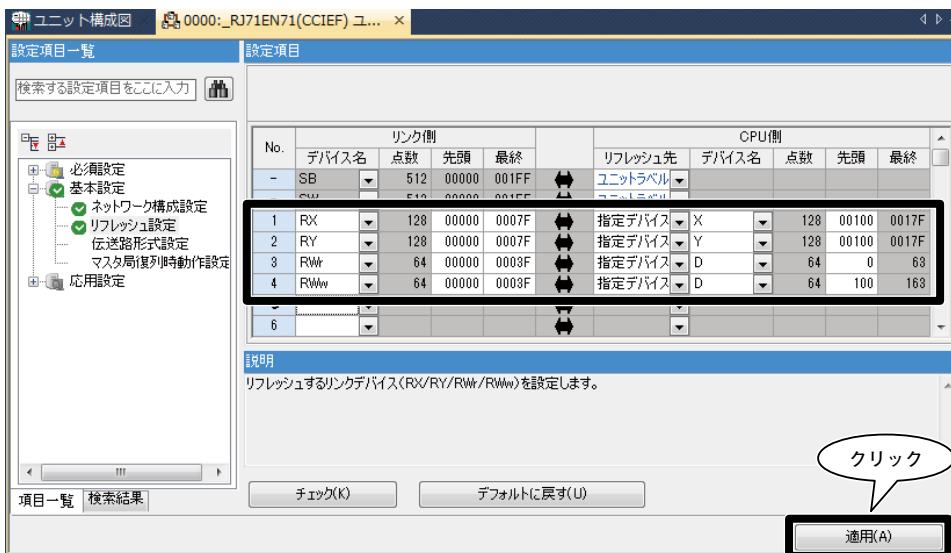 ユニット構成図
0000:_RJ71EN71(CCIEF) ユ...
設定項目一覧
設定項目
検索する設定項目をここに入力
必須設定
基本設定
ネットワーク構成設定
リフレッシュ設定
伝送路形式設定
マスタ局復列時動作設定
応用設定
項目一覧 検索結果
No. リンク側 CPU側
デバイス名 点数 先頭 最終 リフレッシュ先 デバイス名 点数 先頭 最終
- SB 512 00000 001FF ユニットラベル
- SW 512 00000 001FF ユニットラベル
1 RX 128 00000 0007F 指定デバイス X 128 00100 0017F
2 RY 128 00000 0007F 指定デバイス Y 128 00100 0017F
3 RWr 64 00000 0003F 指定デバイス D 64 0 63
4 RWw 64 00000 0003F 指定デバイス D 64 100 163
5
6
説明
リフレッシュするリンクデバイス(RX/RY/RWr/RWw)を設定します。
チェック(K) デフォルトに戻す(U)
クリック
適用(A)